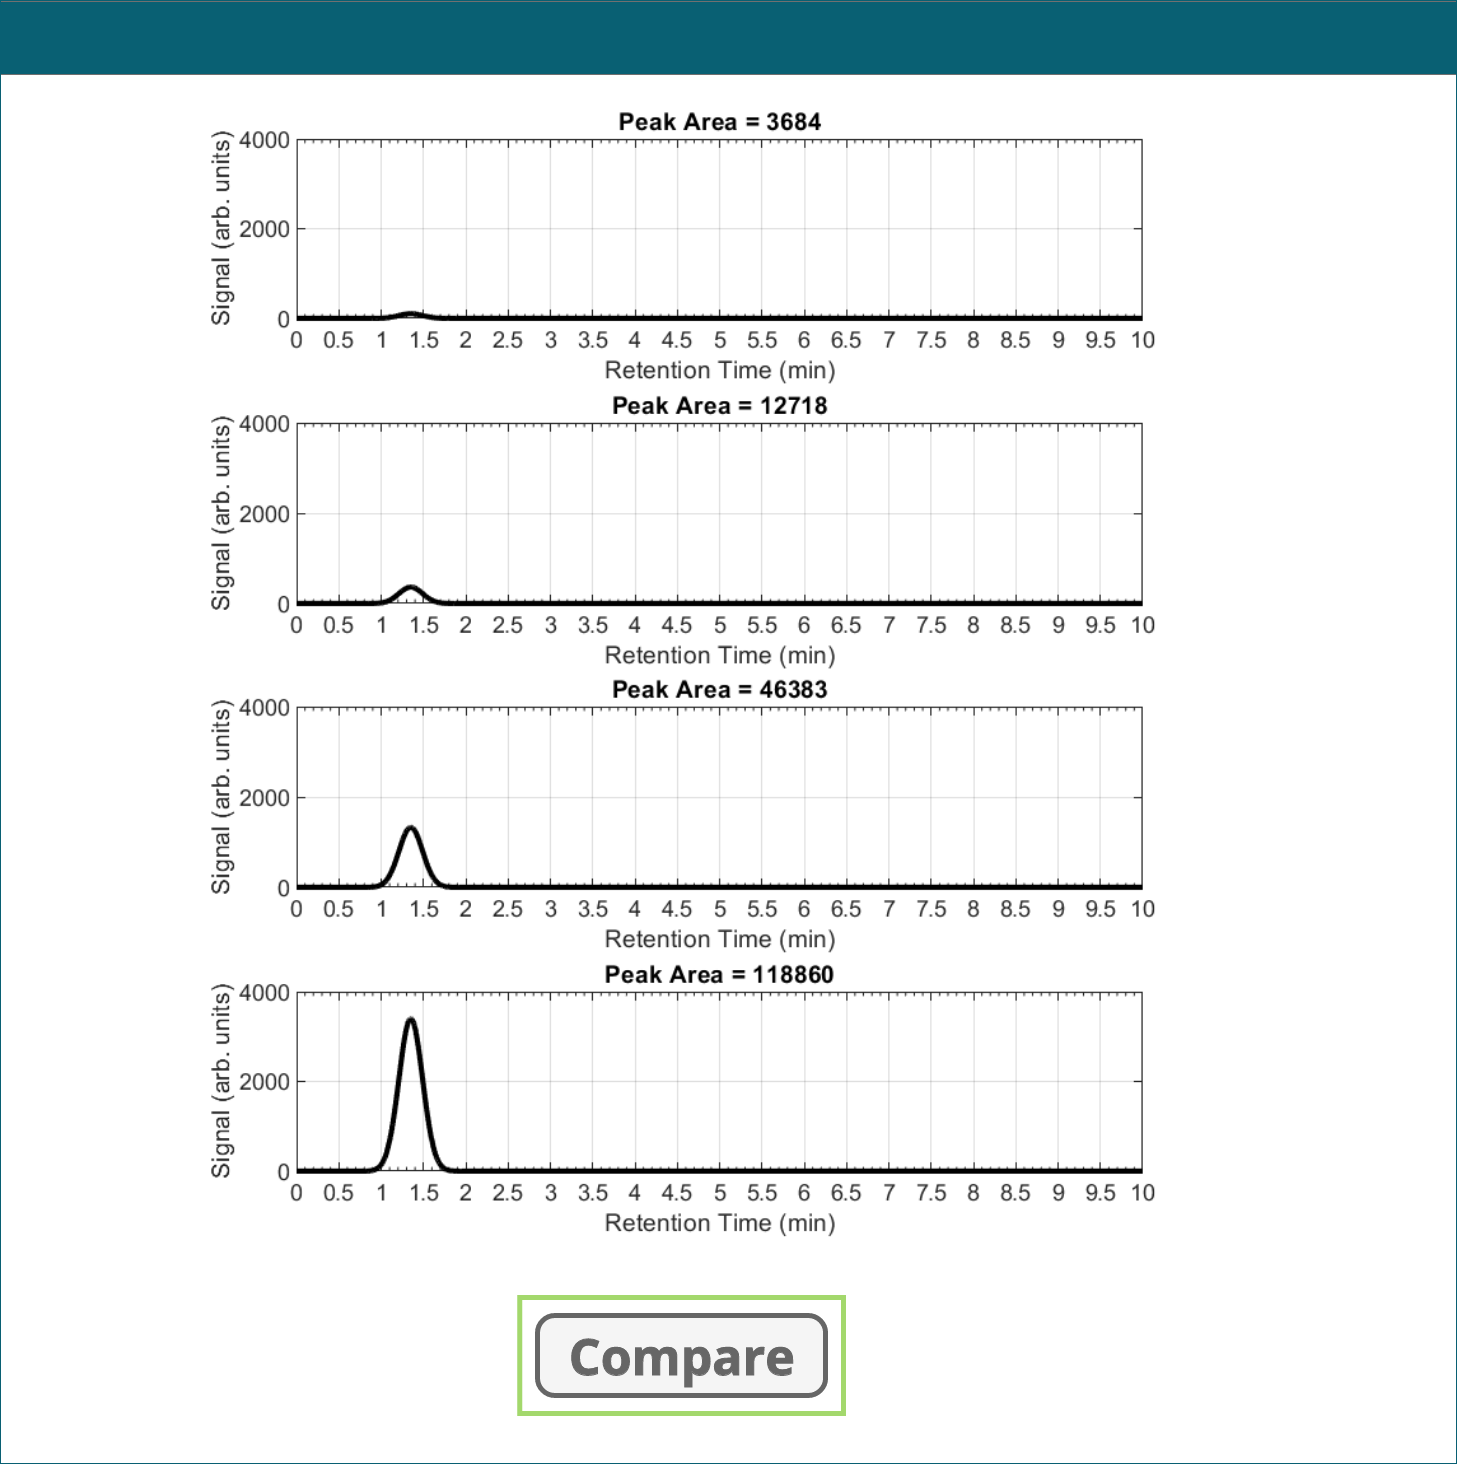 Peak Area = 3684
Signal (arb. units)
4000
2000
0
0 0.5 1 1.5 2 2.5 3 3.5 4 4.5 5 5.5 6 6.5 7 7.5 8 8.5 9 9.5 10
Retention Time (min)
Peak Area = 12718
Signal (arb. units)
4000
2000
0
0 0.5 1 1.5 2 2.5 3 3.5 4 4.5 5 5.5 6 6.5 7 7.5 8 8.5 9 9.5 10
Retention Time (min)
Peak Area = 46383
Signal (arb. units)
4000
2000
0
0 0.5 1 1.5 2 2.5 3 3.5 4 4.5 5 5.5 6 6.5 7 7.5 8 8.5 9 9.5 10
Retention Time (min)
Peak Area = 118860
Signal (arb. units)
4000
2000
0
0 0.5 1 1.5 2 2.5 3 3.5 4 4.5 5 5.5 6 6.5 7 7.5 8 8.5 9 9.5 10
Retention Time (min)
Compare